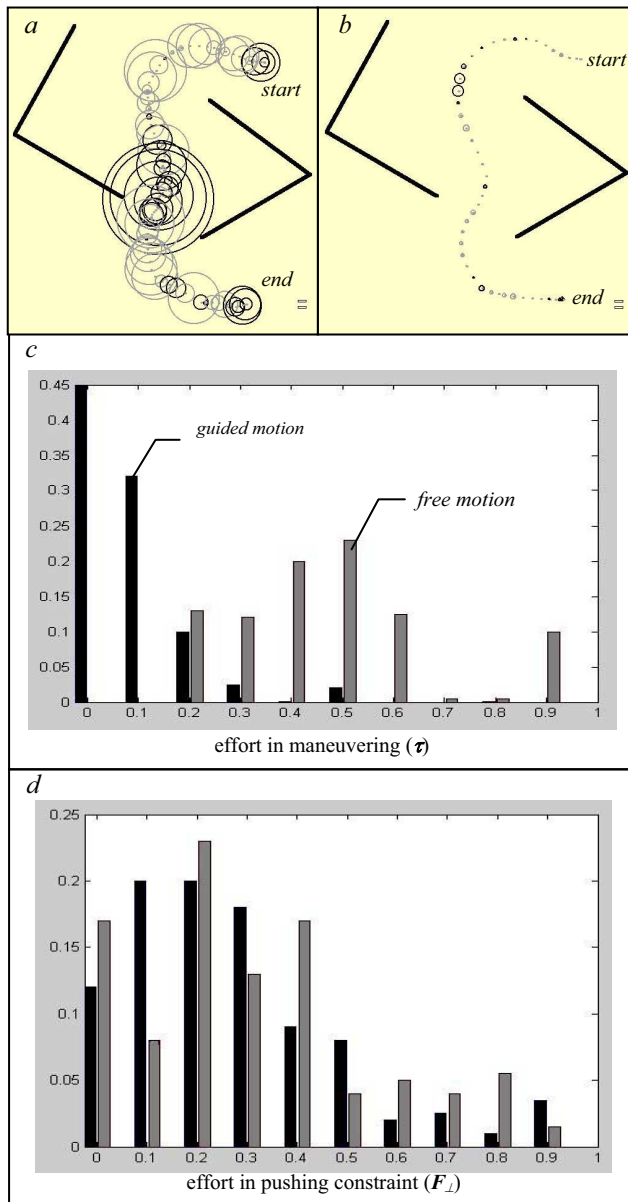 a
b
start
start
end
end
c
0.45
0.4
0.35
0.3
0.25
0.2
0.15
0.1
0.05
0
guided motion
free motion
0 0.1 0.2 0.3 0.4 0.5 0.6 0.7 0.8 0.9 1
effort in maneuvering (τ)
d
0.25
0.2
0.15
0.1
0.05
0
0 0.1 0.2 0.3 0.4 0.5 0.6 0.7 0.8 0.9 1
effort in pushing constraint (F⊥)